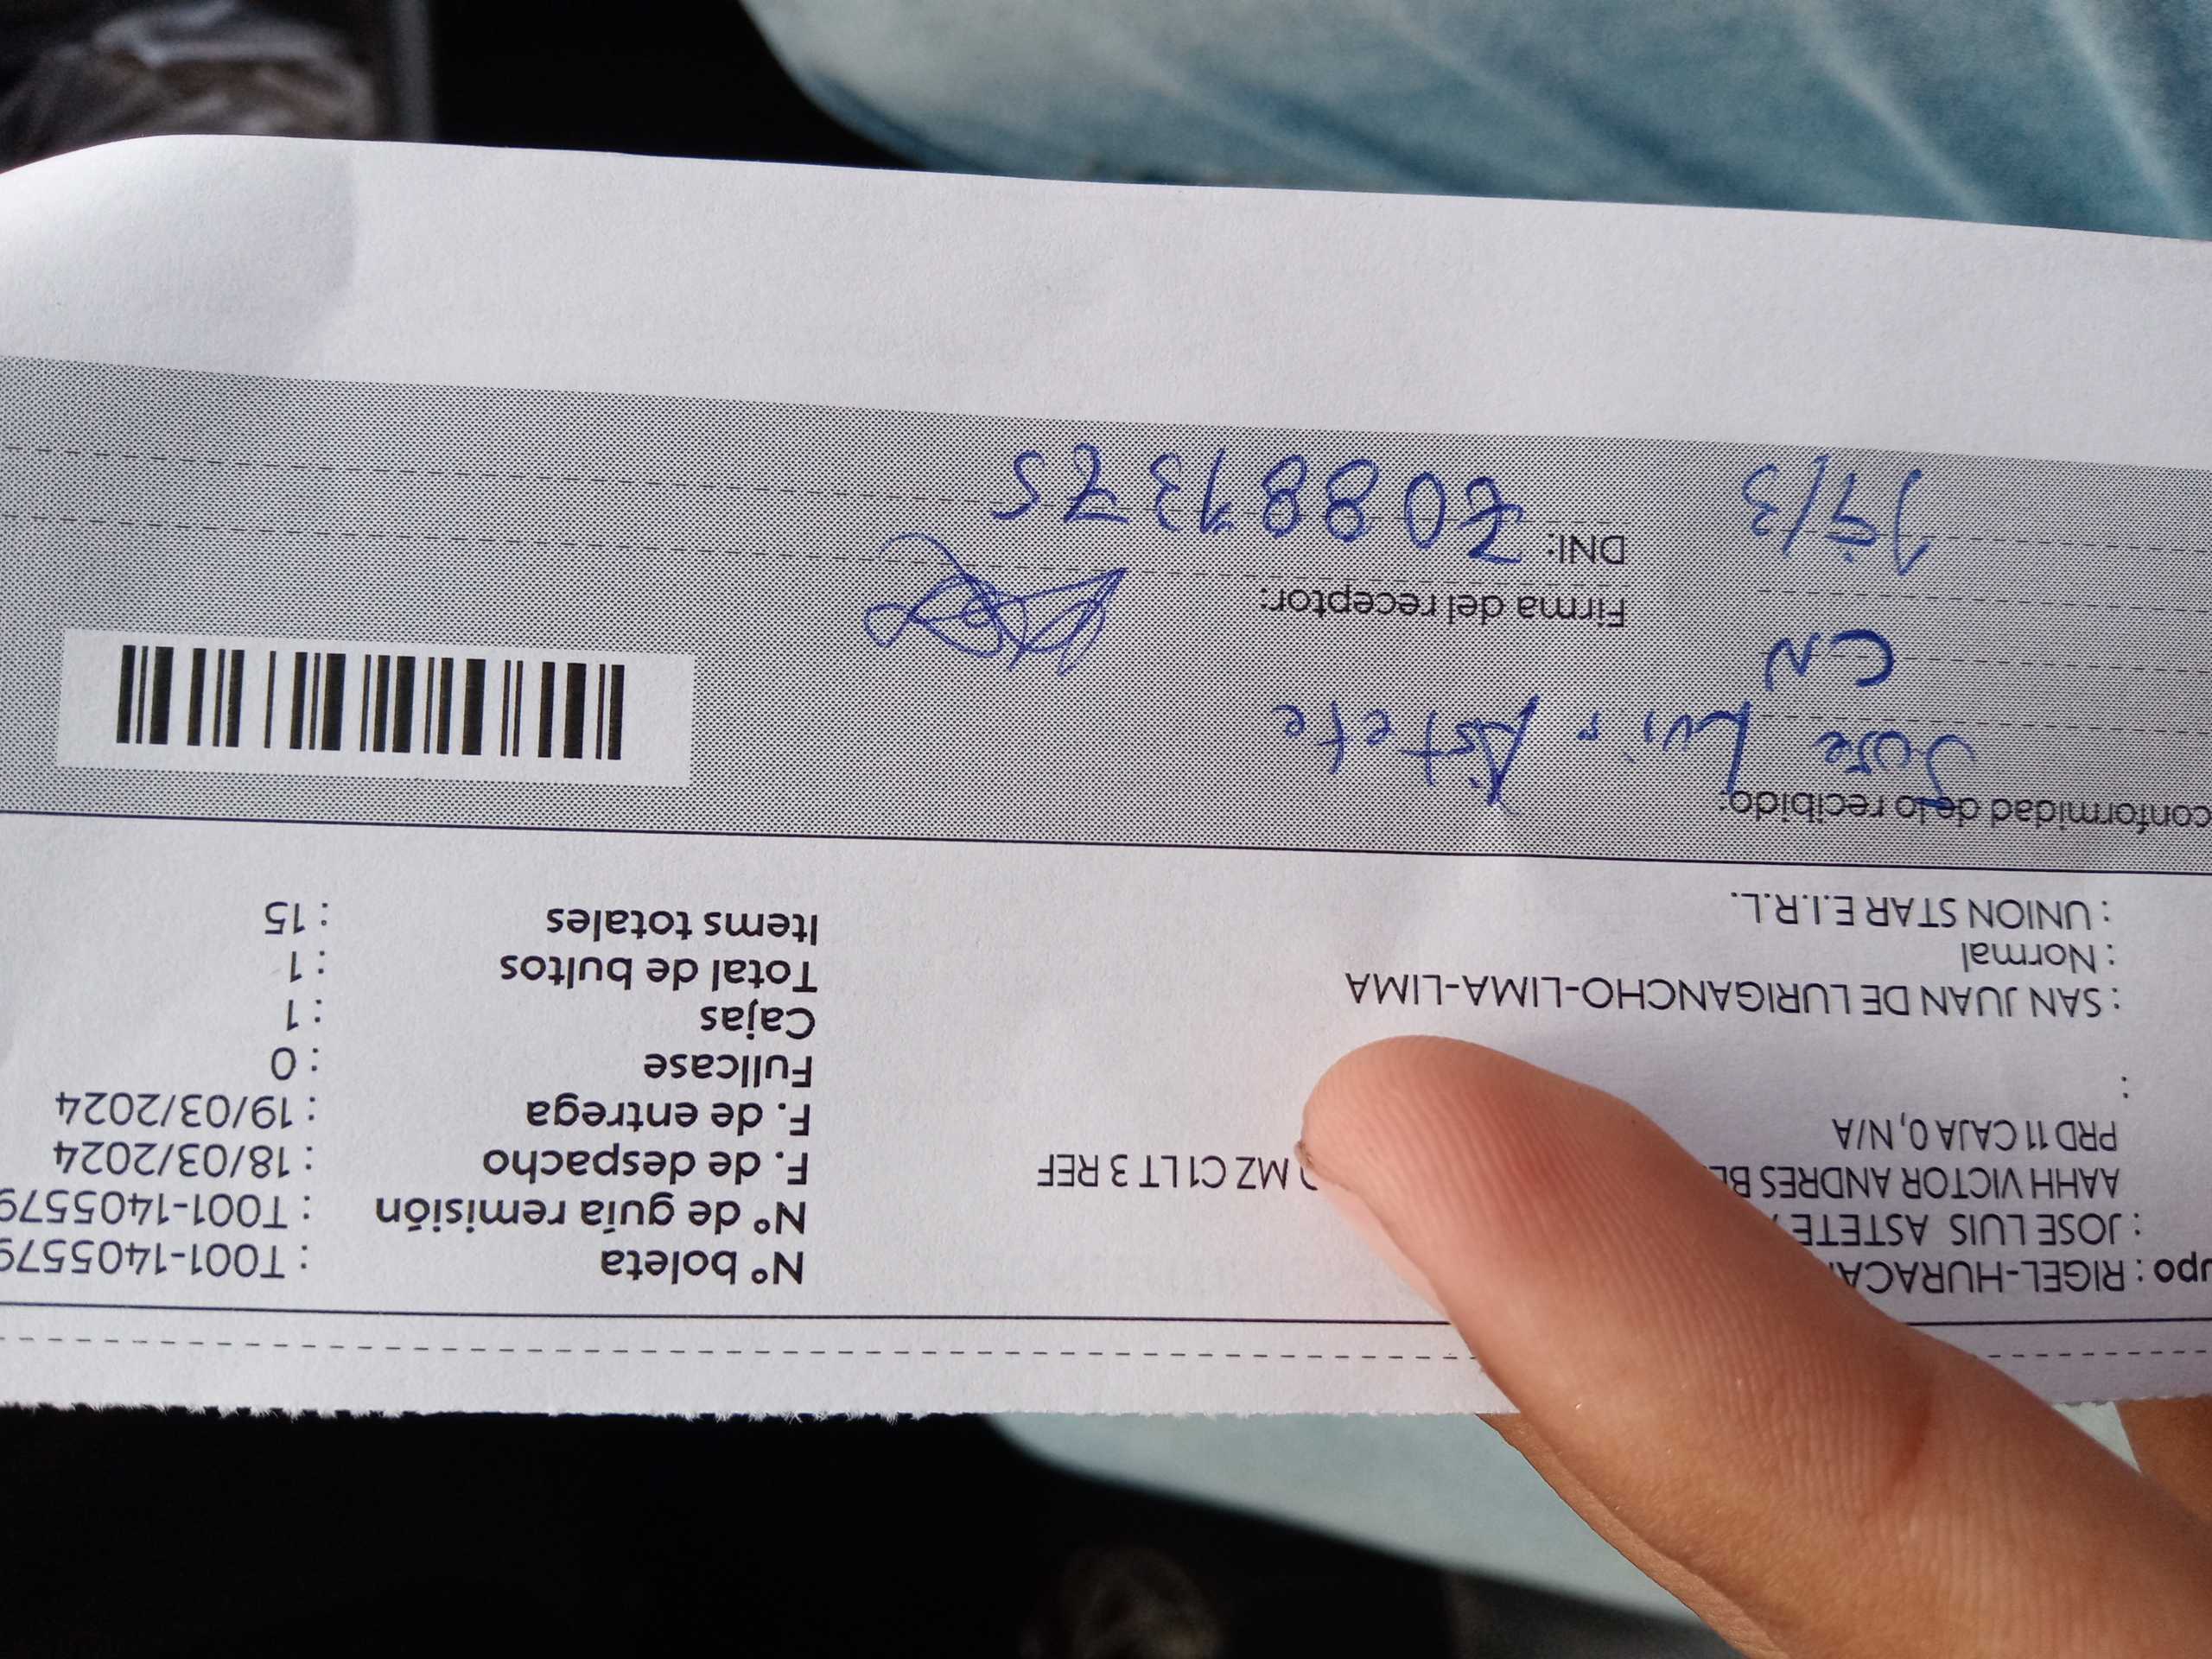 upo : RIGEL-HURACA
: JOSE LUIS ASTETE
AAHH VICTOR ANDRES MZ C1 LT 3 REF
PRD 11 CAJA 0, N/A
:
: SAN JUAN DE LURIGANCHO-LIMA-LIMA
: Normal
: UNION STAR E.I.R.L.
N° boleta : T001-1405579
N° de guía remisión : T001-1405579
F. de despacho : 18/03/2024
F. de entrega : 19/03/2024
Fullcase : 0
Cajas : 1
Total de bultos : 1
Items totales : 15
conformidad de lo recibido:
Jose Luis Astete
CN
Firma del receptor:
19/3
DNI: 70881375